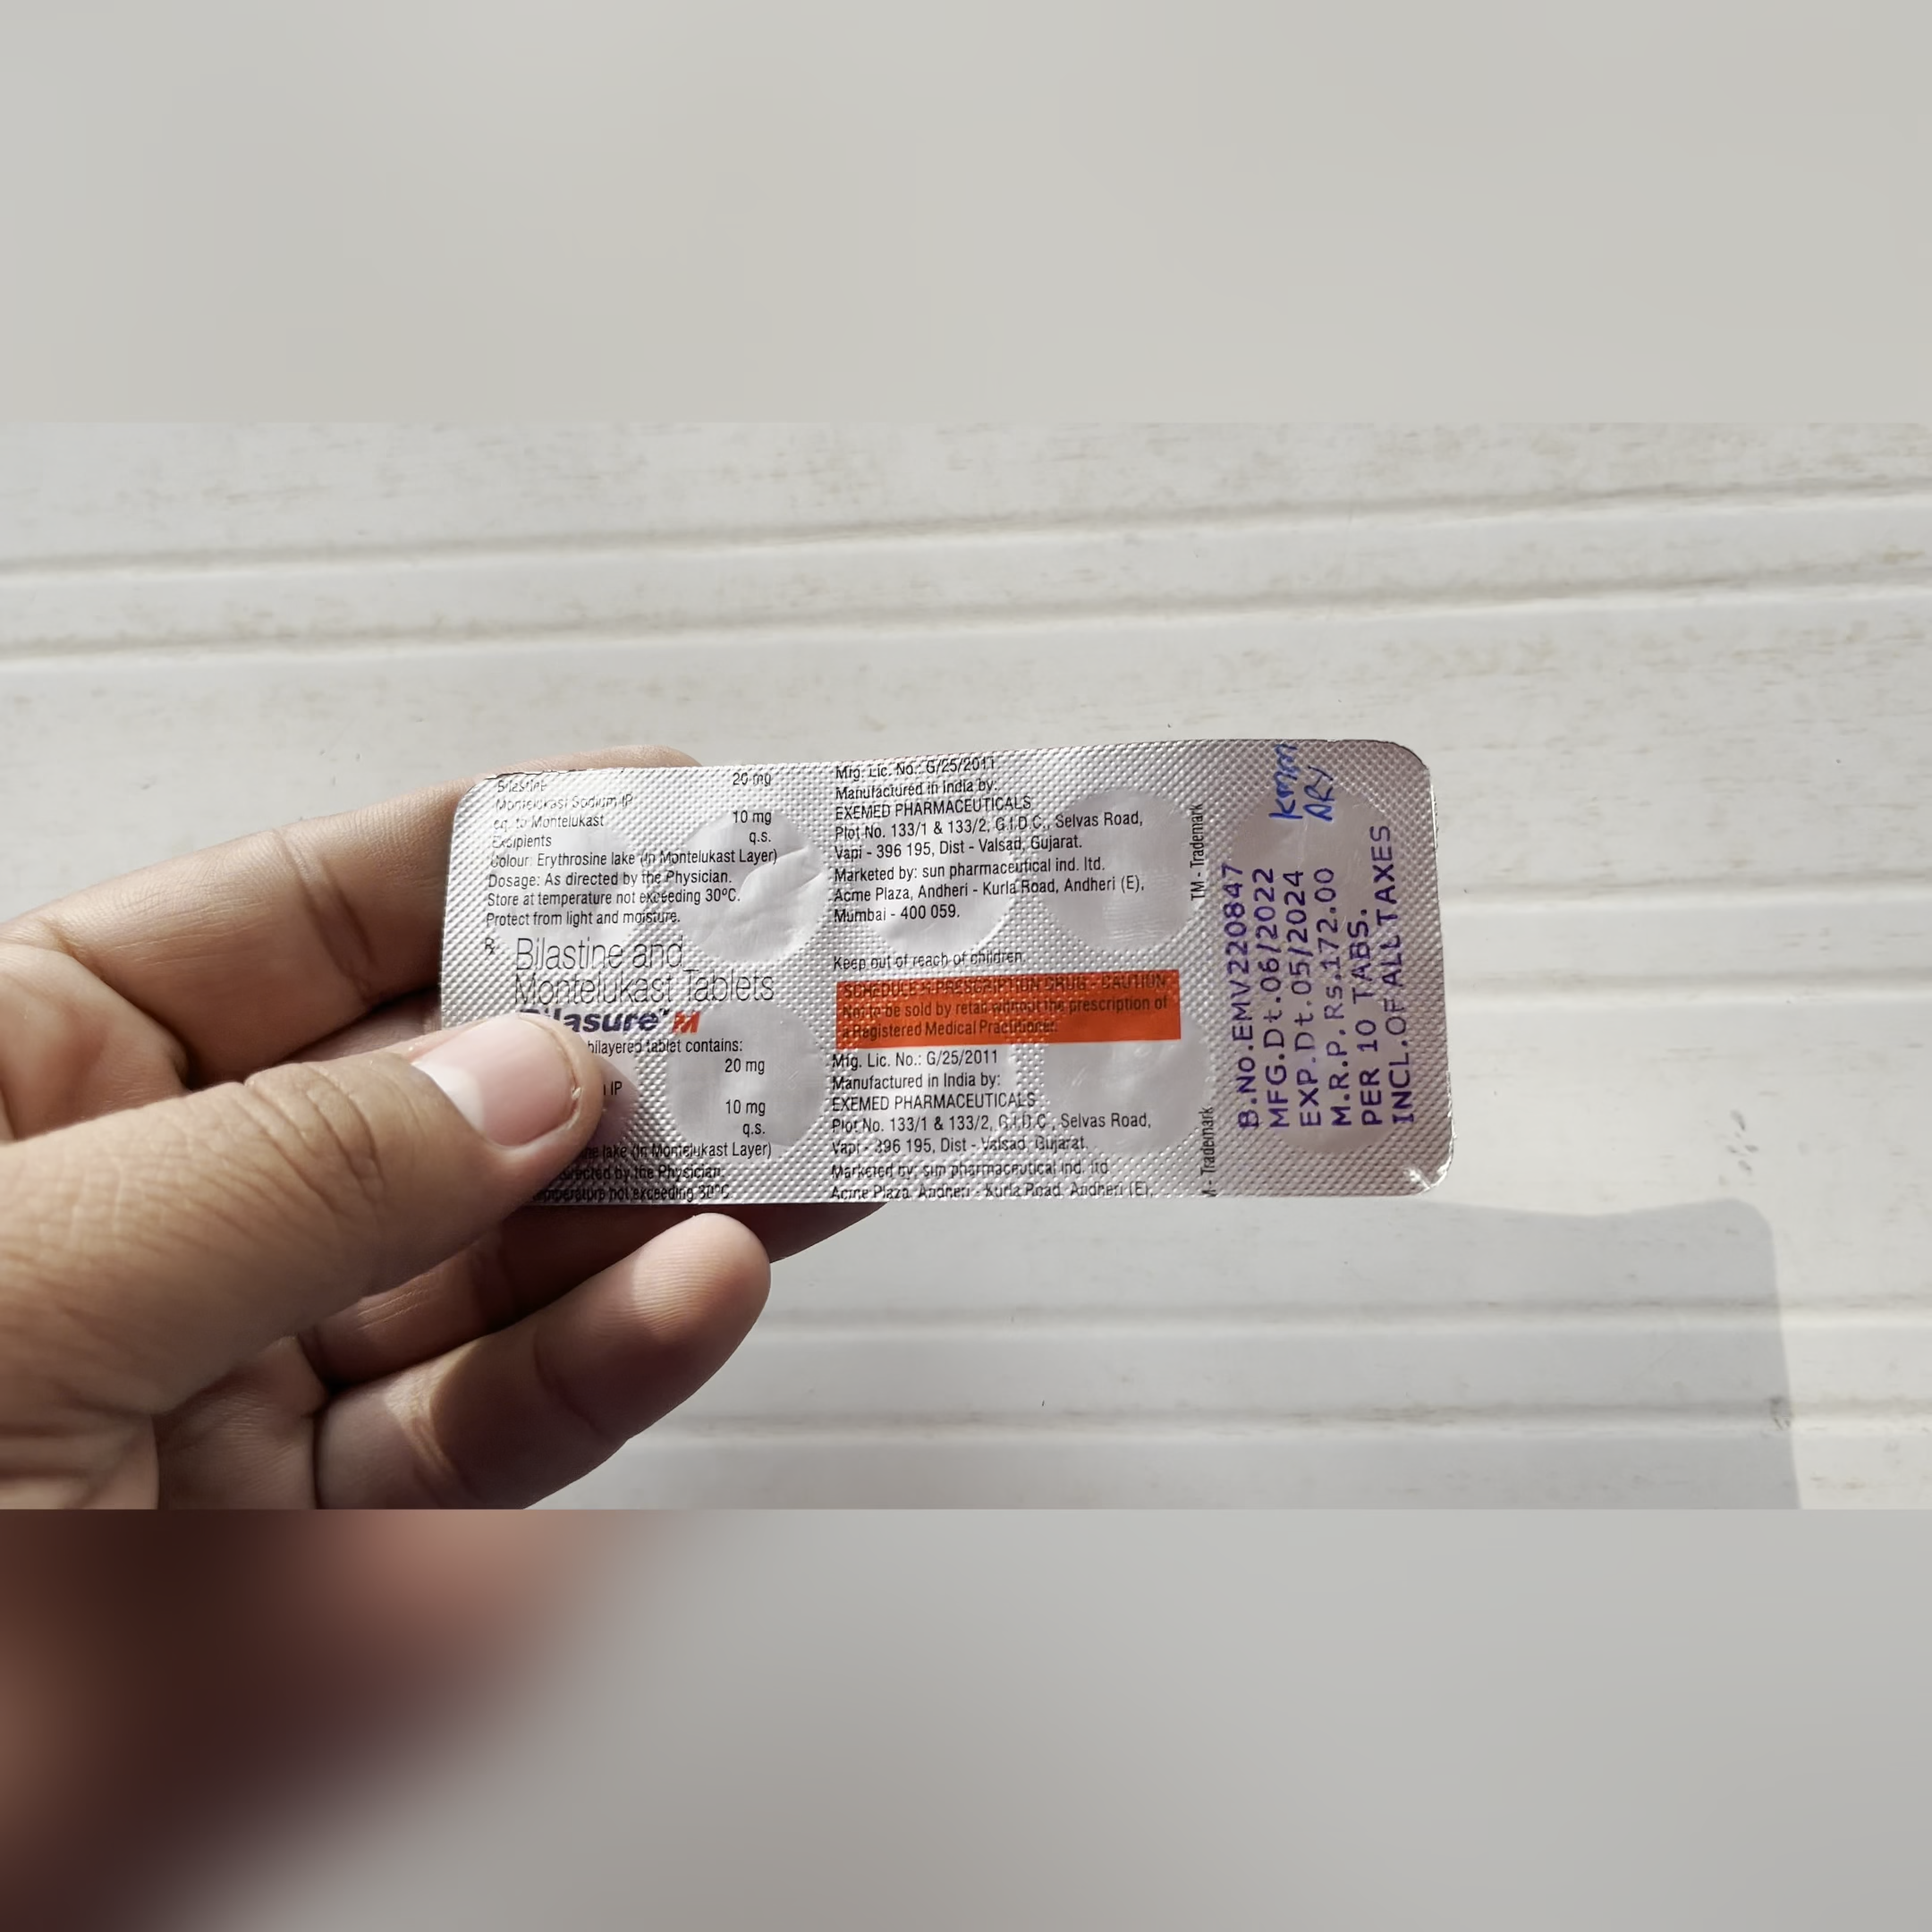 Bilastine 20 mg
Montelukast Sodium IP
eq. to Montelukast 10 mg
Excipients q.s.
Colour: Erythrosine lake (In Montelukast Layer)
Dosage: As directed by the Physician.
Store at temperature not exceeding 30°C.
Protect from light and moisture.
Rx Bilastine and
Montelukast Tablets
Bilasure™ M
bilayered tablet contains:
20 mg
IP
10 mg
q.s.
lake (In Montelukast Layer)
directed by the Physician.
temperature not exceeding 30°C.
Mfg. Lic. No.: G/25/2011
Manufactured in India by:
EXEMED PHARMACEUTICALS
Plot No. 133/1 & 133/2, G.I.D.C., Selvas Road,
Vapi - 396 195, Dist - Valsad, Gujarat.
Marketed by: sun pharmaceutical ind. ltd.
Acme Plaza, Andheri - Kurla Road, Andheri (E),
Mumbai - 400 059.
Keep out of reach of children.
SCHEDULE H PRESCRIPTION DRUG - CAUTION
Not to be sold by retail without the prescription of
a Registered Medical Practitioner.
Mfg. Lic. No.: G/25/2011
Manufactured in India by:
EXEMED PHARMACEUTICALS
Plot No. 133/1 & 133/2, G.I.D.C., Selvas Road,
Vapi - 396 195, Dist - Valsad, Gujarat.
Marketed by: sun pharmaceutical ind. ltd.
Acme Plaza, Andheri - Kurla Road, Andheri (E),
TM - Trademark
- Trademark
B.No.EMV220847
MFG.Dt.06/2022
EXP.Dt.05/2024
M.R.P.Rs.172.00
PER 10 TABS.
INCL.OF ALL TAXES